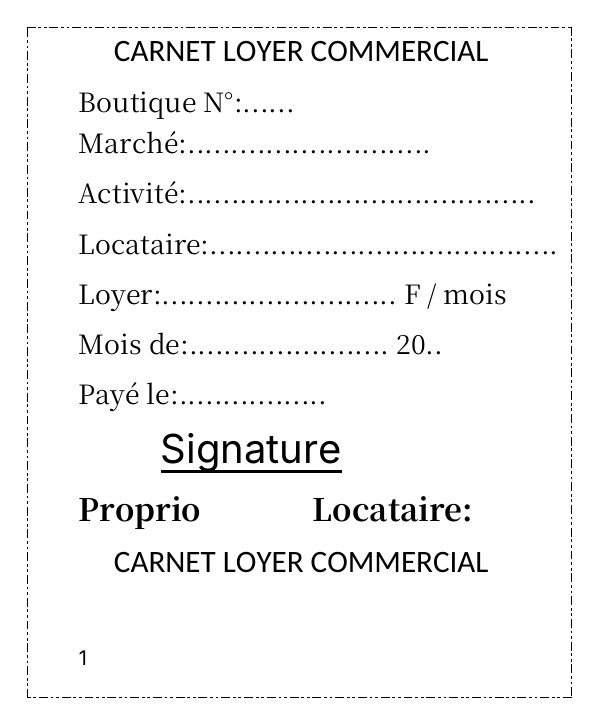 CARNET LOYER COMMERCIAL
Boutique N°:......
Marché:............................
Activité:........................................
Locataire:........................................
Loyer:........................... F / mois
Mois de:....................... 20..
Payé le:.................
Signature
Proprio Locataire:
CARNET LOYER COMMERCIAL
1